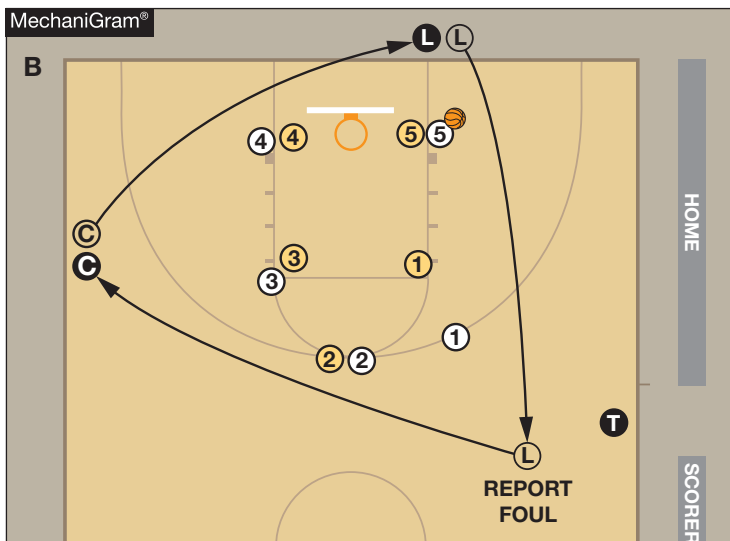 MechaniGram®
B
L L
4 4 5 5
C
C
3 3 1
2 2 1
HOME
T
L
REPORT
FOUL
SCORER